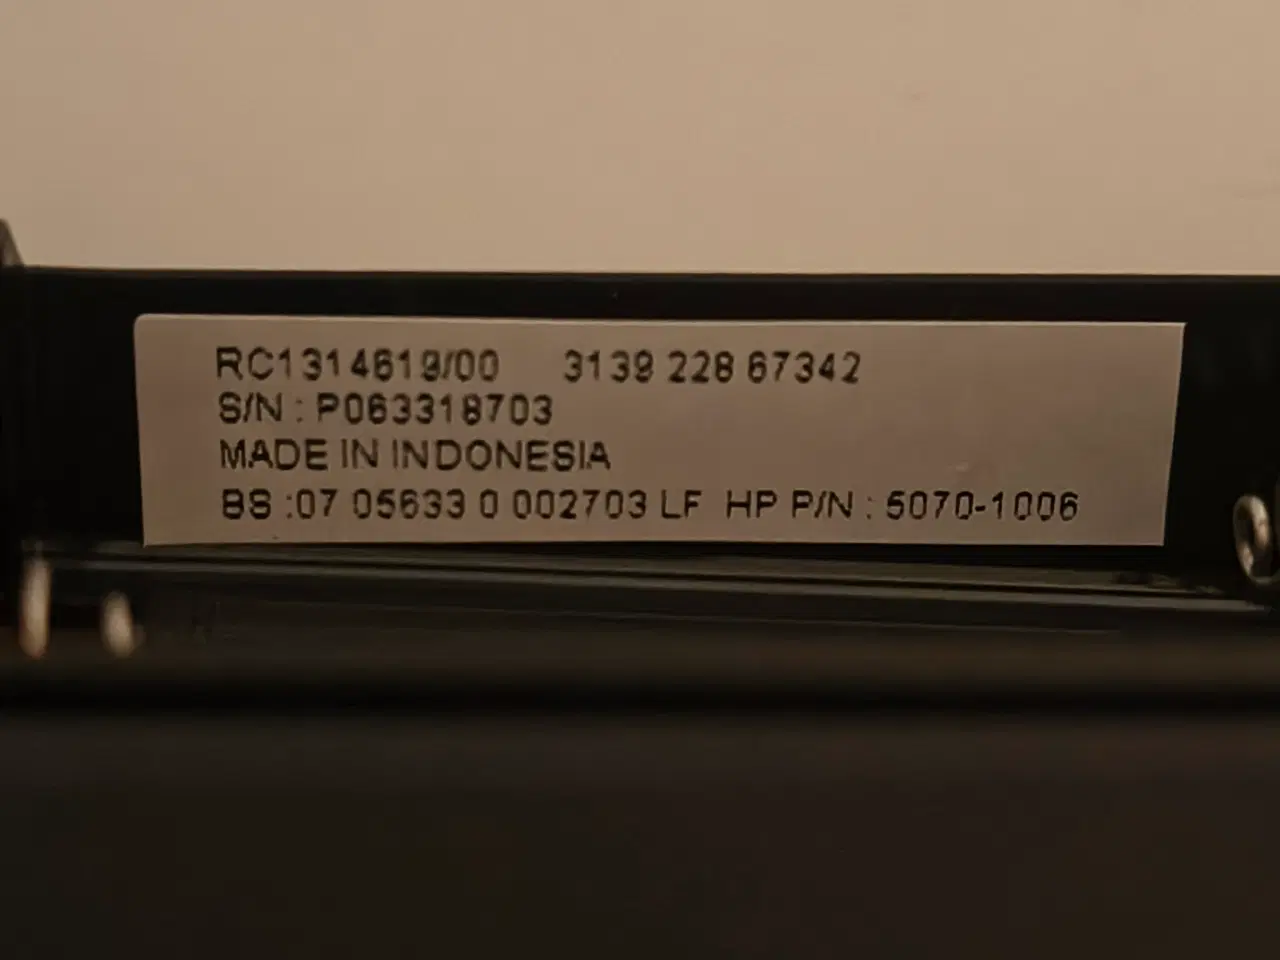 RC1314619/00 3139 228 67342
S/N : P063318703
MADE IN INDONESIA
BS :07 05633 0 002703 LF HP P/N : 5070-1006